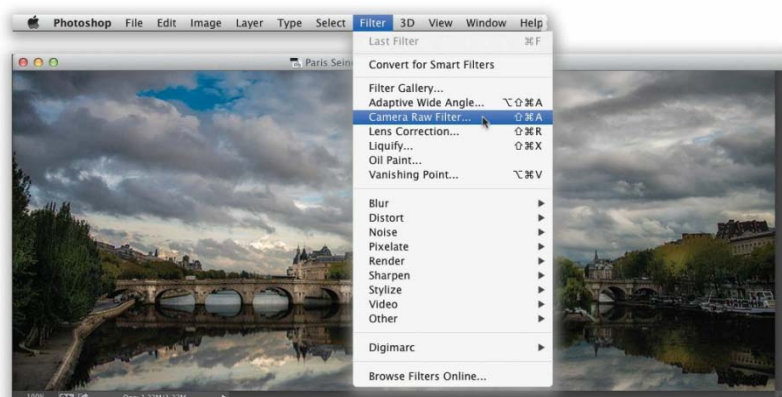 Photoshop File Edit Image Layer Type Select Filter 3D View Window Help
Last Filter ⌘F
Paris Sein
Convert for Smart Filters
Filter Gallery...
Adaptive Wide Angle... ⌥⇧⌘A
Camera Raw Filter... ⇧⌘A
Lens Correction... ⇧⌘R
Liquify... ⇧⌘X
Oil Paint...
Vanishing Point... ⌥⌘V
Blur
Distort
Noise
Pixelate
Render
Sharpen
Stylize
Video
Other
Digimarc
Browse Filters Online...
100%